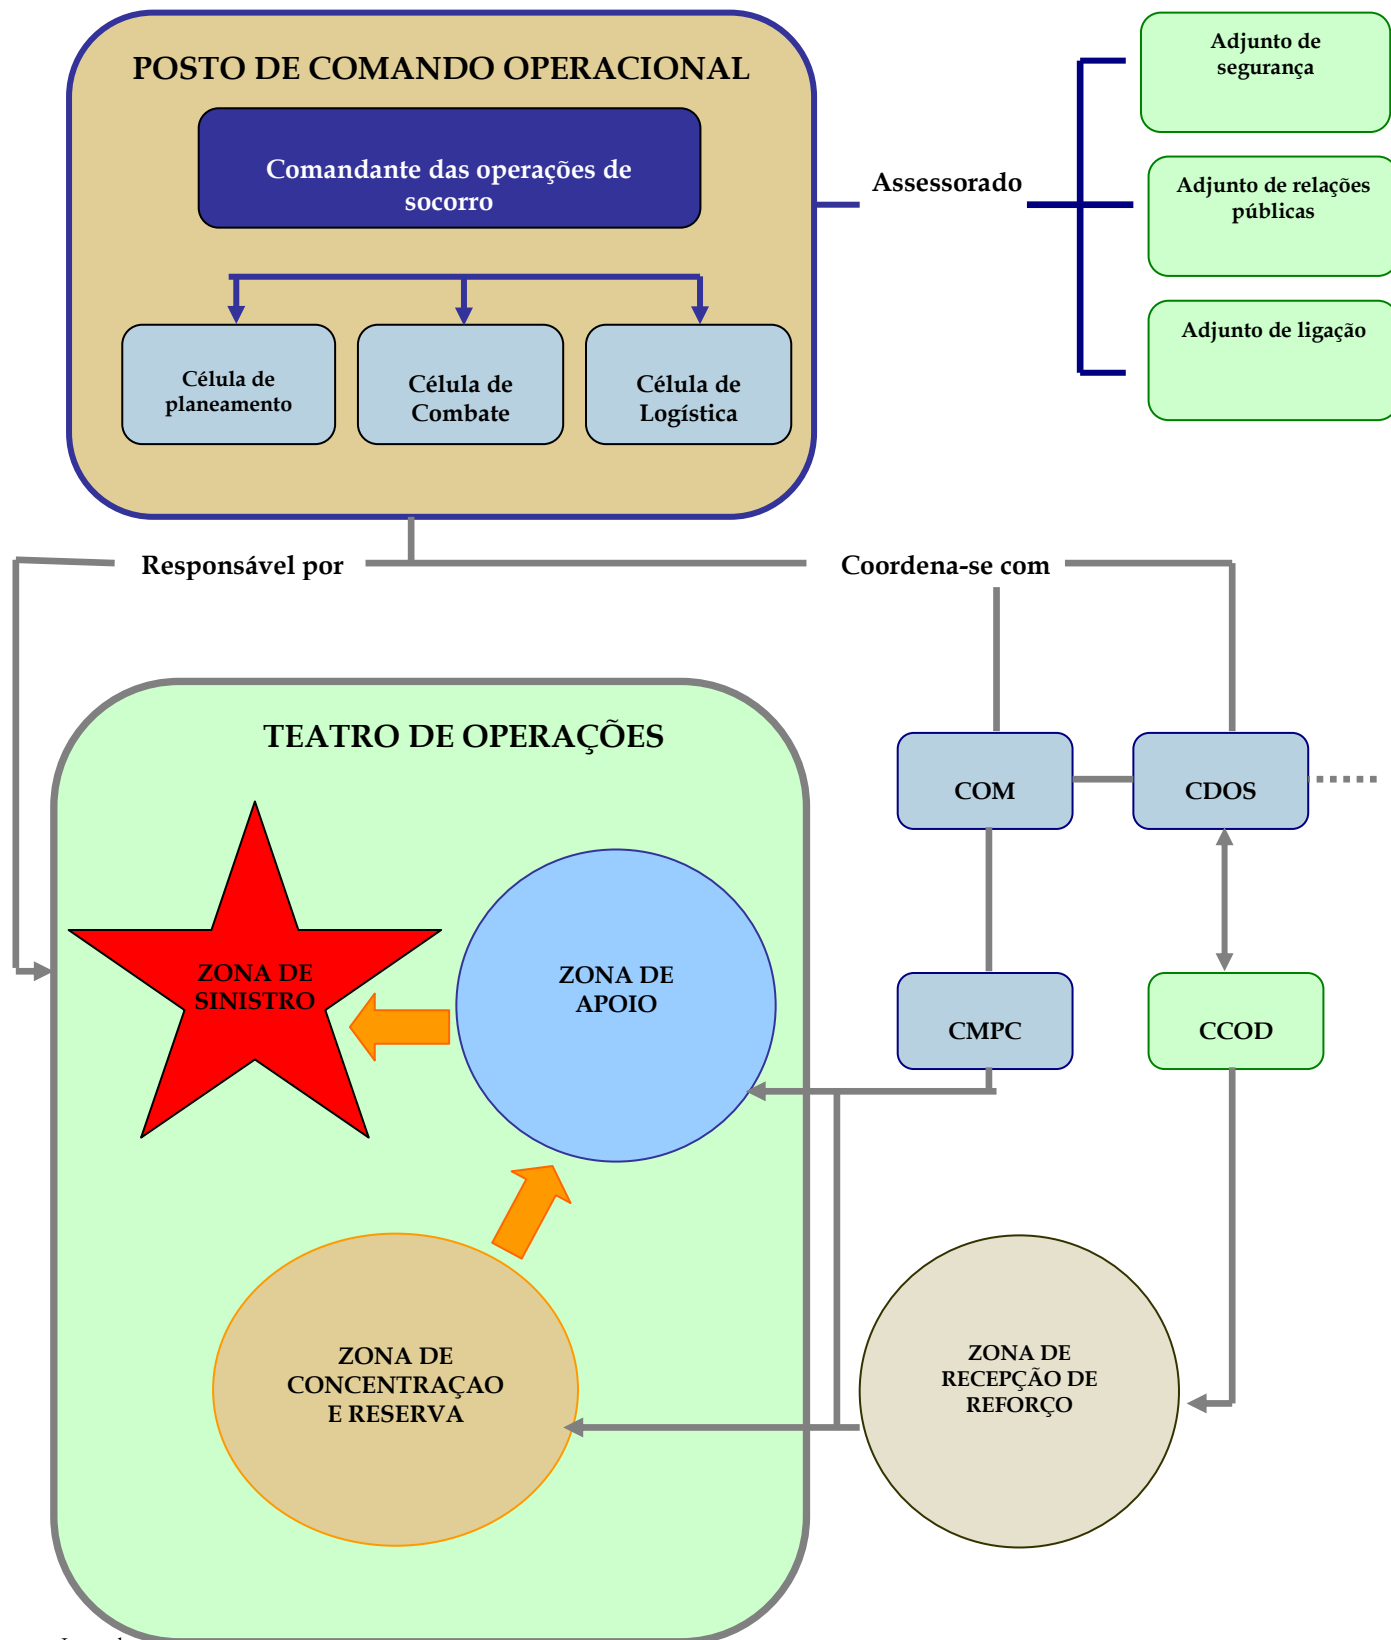 POSTO DE COMANDO OPERACIONAL
Comandante das operações de
socorro
Célula de
planeamento
Célula de
Combate
Célula de
Logística
Assessorado
Adjunto de
segurança
Adjunto de relações
públicas
Adjunto de ligação
Responsável por
Coordena-se com
TEATRO DE OPERAÇÕES
COM
CDOS
ZONA DE
SINISTRO
ZONA DE
APOIO
CMPC
CCOD
ZONA DE
CONCENTRAÇAO
E RESERVA
ZONA DE
RECEPÇÃO DE
REFORÇO